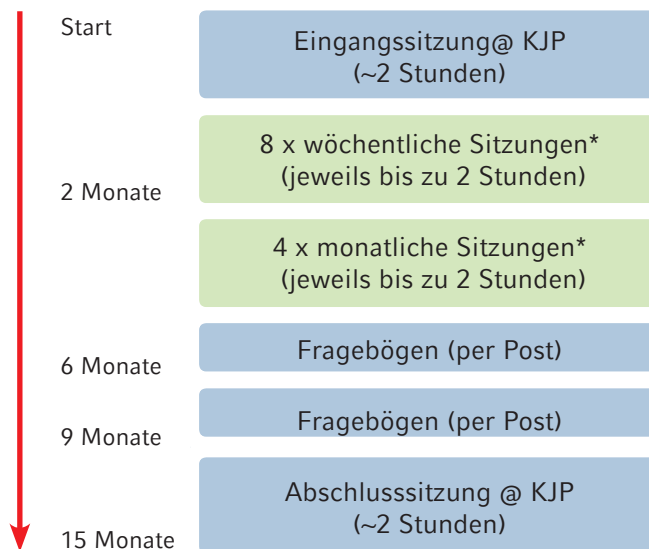 Start
Eingangssitzung@ KJP
(~2 Stunden)
8 x wöchentliche Sitzungen*
(jeweils bis zu 2 Stunden)
2 Monate
4 x monatliche Sitzungen*
(jeweils bis zu 2 Stunden)
Fragebögen (per Post)
6 Monate
Fragebögen (per Post)
9 Monate
Abschlusssitzung @ KJP
(~2 Stunden)
15 Monate